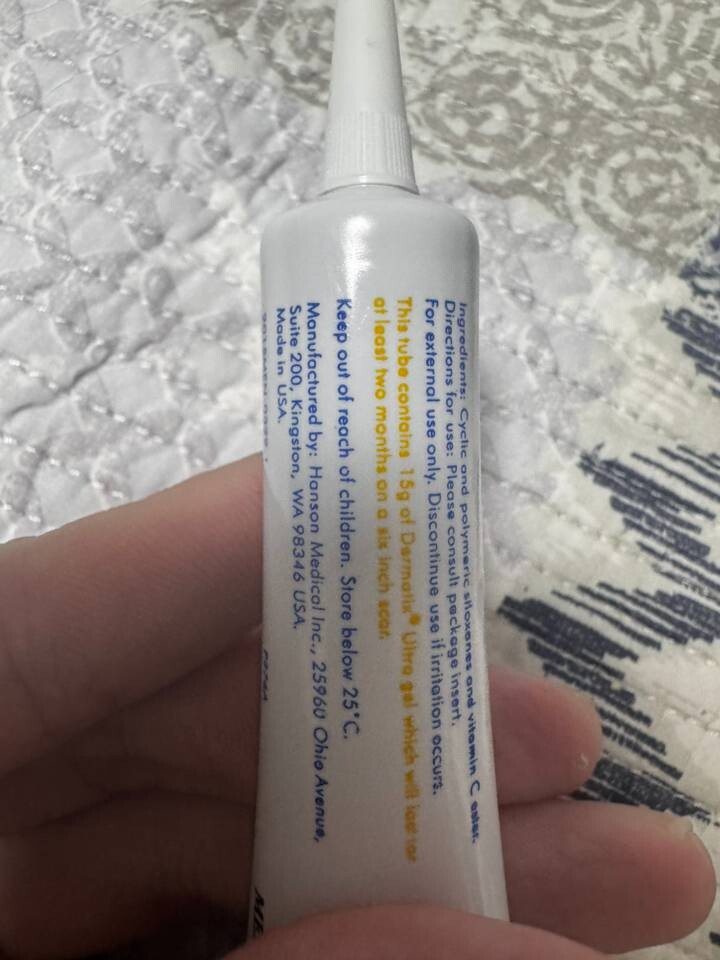 Ingredients: Cyclic and polymeric siloxanes and vitamin C ester.
Directions for use: Please consult package insert.
For external use only. Discontinue use if irritation occurs.
This tube contains 15g of Dermatix® Ultra gel which will last for
at least two months on a six inch scar.
Keep out of reach of children. Store below 25°C.
Manufactured by: Hanson Medical Inc., 25960 Ohio Avenue,
Suite 200, Kingston, WA 98346 USA.
Made in USA.